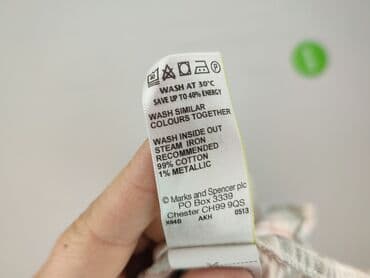 WASH AT 30°C
SAVE UP TO 40% ENERGY
WASH SIMILAR
COLOURS TOGETHER
WASH INSIDE OUT
STEAM IRON
RECOMMENDED
99% COTTON
1% METALLIC
© Marks and Spencer plc
PO Box 3339
Chester CH99 9QS
AKH 0513